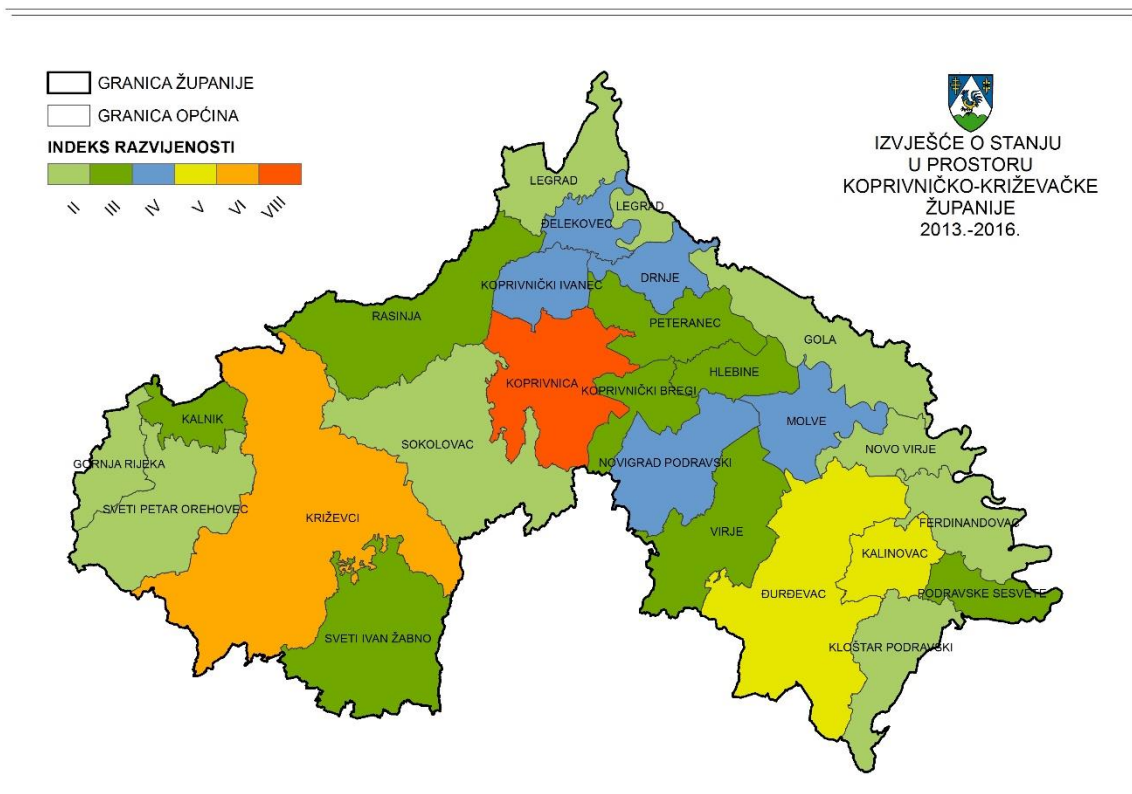 GRANICA ŽUPANIJE
GRANICA OPĆINA
INDEKS RAZVIJENOSTI
II III IV V VI VIII
IZVJEŠĆE O STANJU
U PROSTORU
KOPRIVNIČKO-KRIŽEVAČKE
ŽUPANIJE
2013.-2016.
LEGRAD
LEGRAD
ĐELEKOVEC
DRNJE
KOPRIVNIČKI IVANEC
RASINJA
PETERANEC
GOLA
HLEBINE
KOPRIVNICA
KOPRIVNIČKI BREGI
KALNIK
MOLVE
SOKOLOVAC
NOVO VIRJE
GORNJA RIJEKA
NOVIGRAD PODRAVSKI
SVETI PETAR OREHOVEC
KRIŽEVCI
FERDINANDOVAC
VIRJE
KALINOVAC
ĐURĐEVAC
PODRAVSKE SESVETE
SVETI IVAN ŽABNO
KLOŠTAR PODRAVSKI